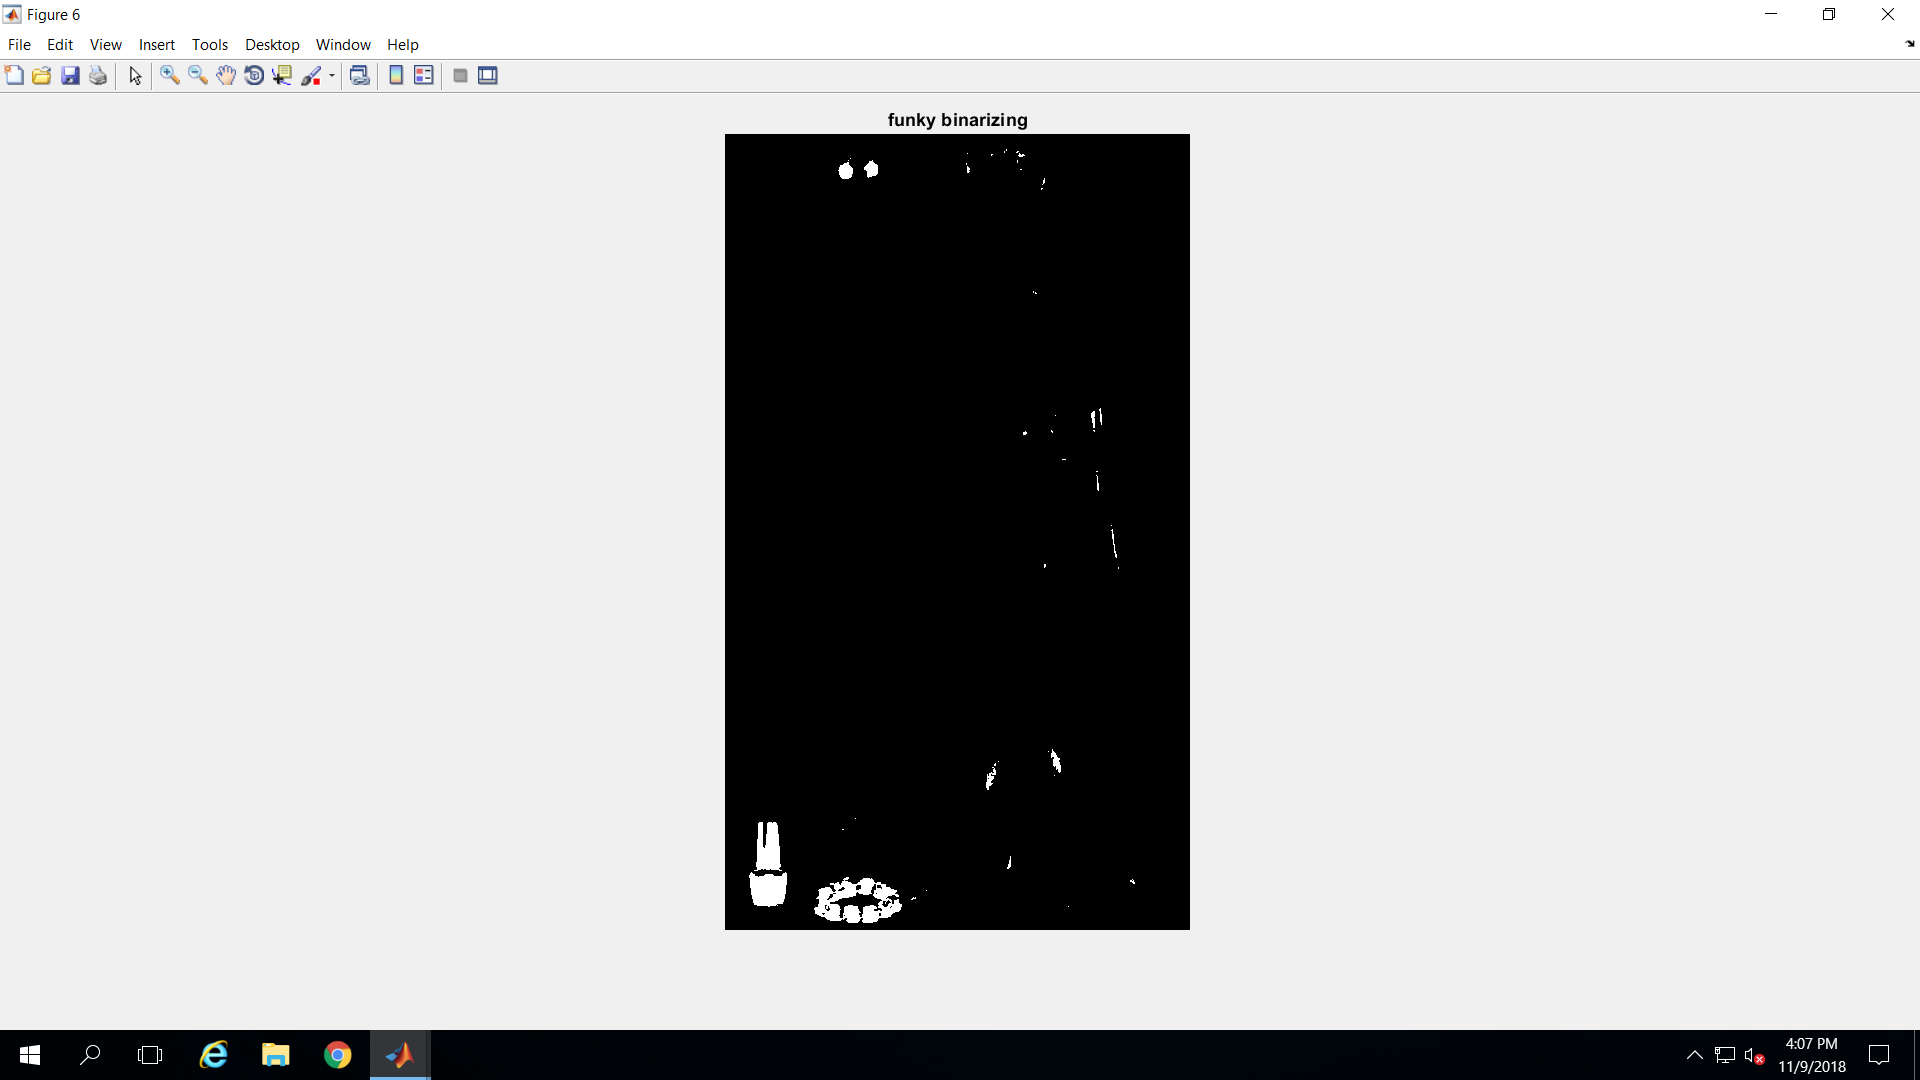 Figure 6
File Edit View Insert Tools Desktop Window Help
funky binarizing
4:07 PM
11/9/2018